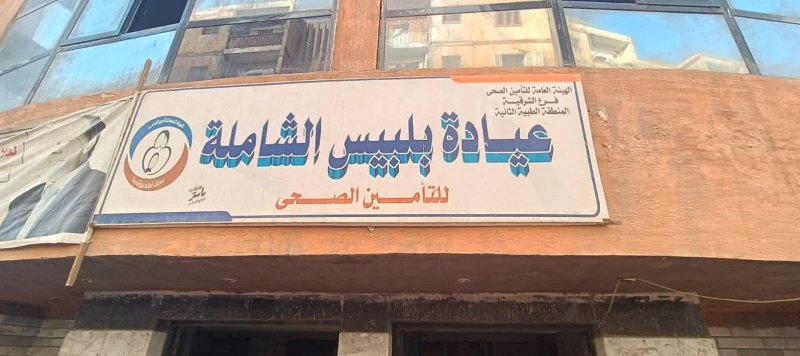 الهيئة العامة للتأمين الصحى
فرع الشرقية
المنطقة الطبية الثانية
عيادة بلبيس الشاملة
للتأمين الصحى